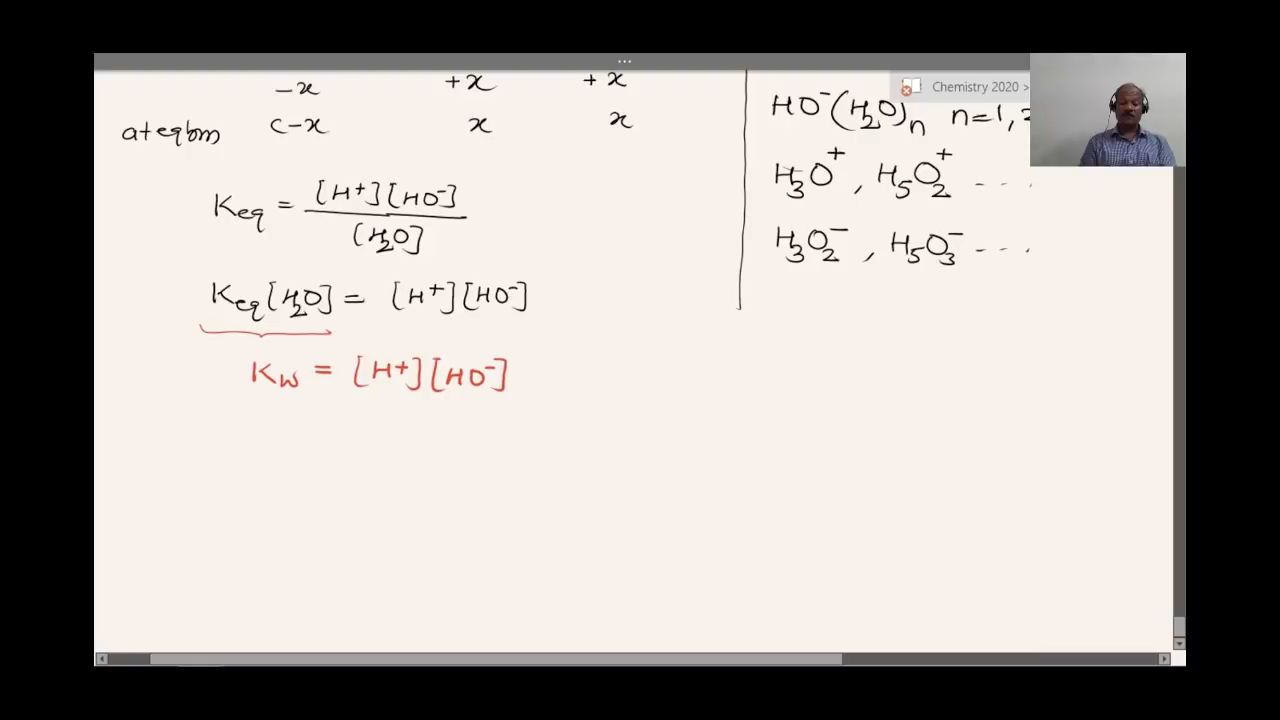 −x +x +x
at eqbm c−x x x
Keq = [H⁺][HO⁻]
[H₂O]
Keq[H₂O] = [H⁺][HO⁻]
Kw = [H⁺][HO⁻]
Chemistry 2020 >
HO⁻(H₂O)n n=1,
H₃O⁺, H₅O₂⁺ - - - -
H₃O₂⁻, H₅O₃⁻ - - - -